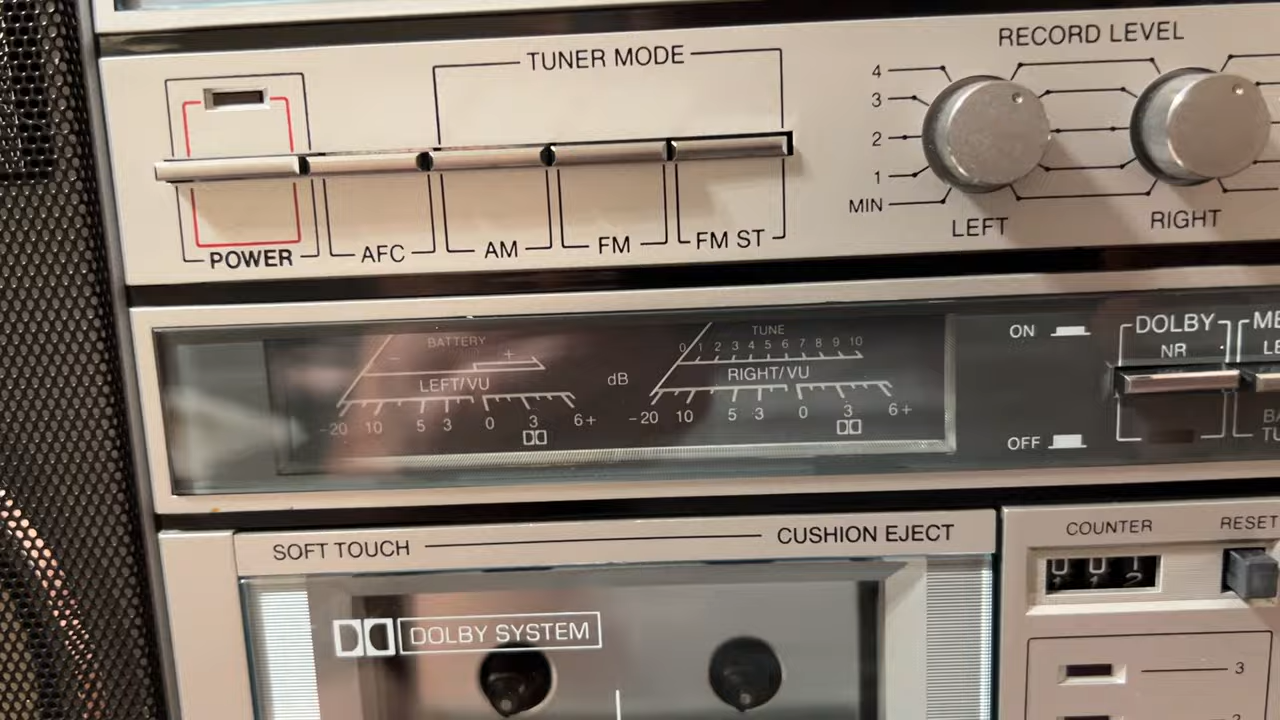 TUNER MODE
POWER
AFC
AM
FM
FM ST
RECORD LEVEL
4
3
2
1
MIN
LEFT
RIGHT
BATTERY
− +
LEFT/VU
-20 10 5 3 0 3 6+
dB
TUNE
0 1 2 3 4 5 6 7 8 9 10
RIGHT/VU
-20 10 5 3 0 3 6+
ON
OFF
DOLBY
NR
SOFT TOUCH
CUSHION EJECT
DOLBY SYSTEM
COUNTER
RESET
3